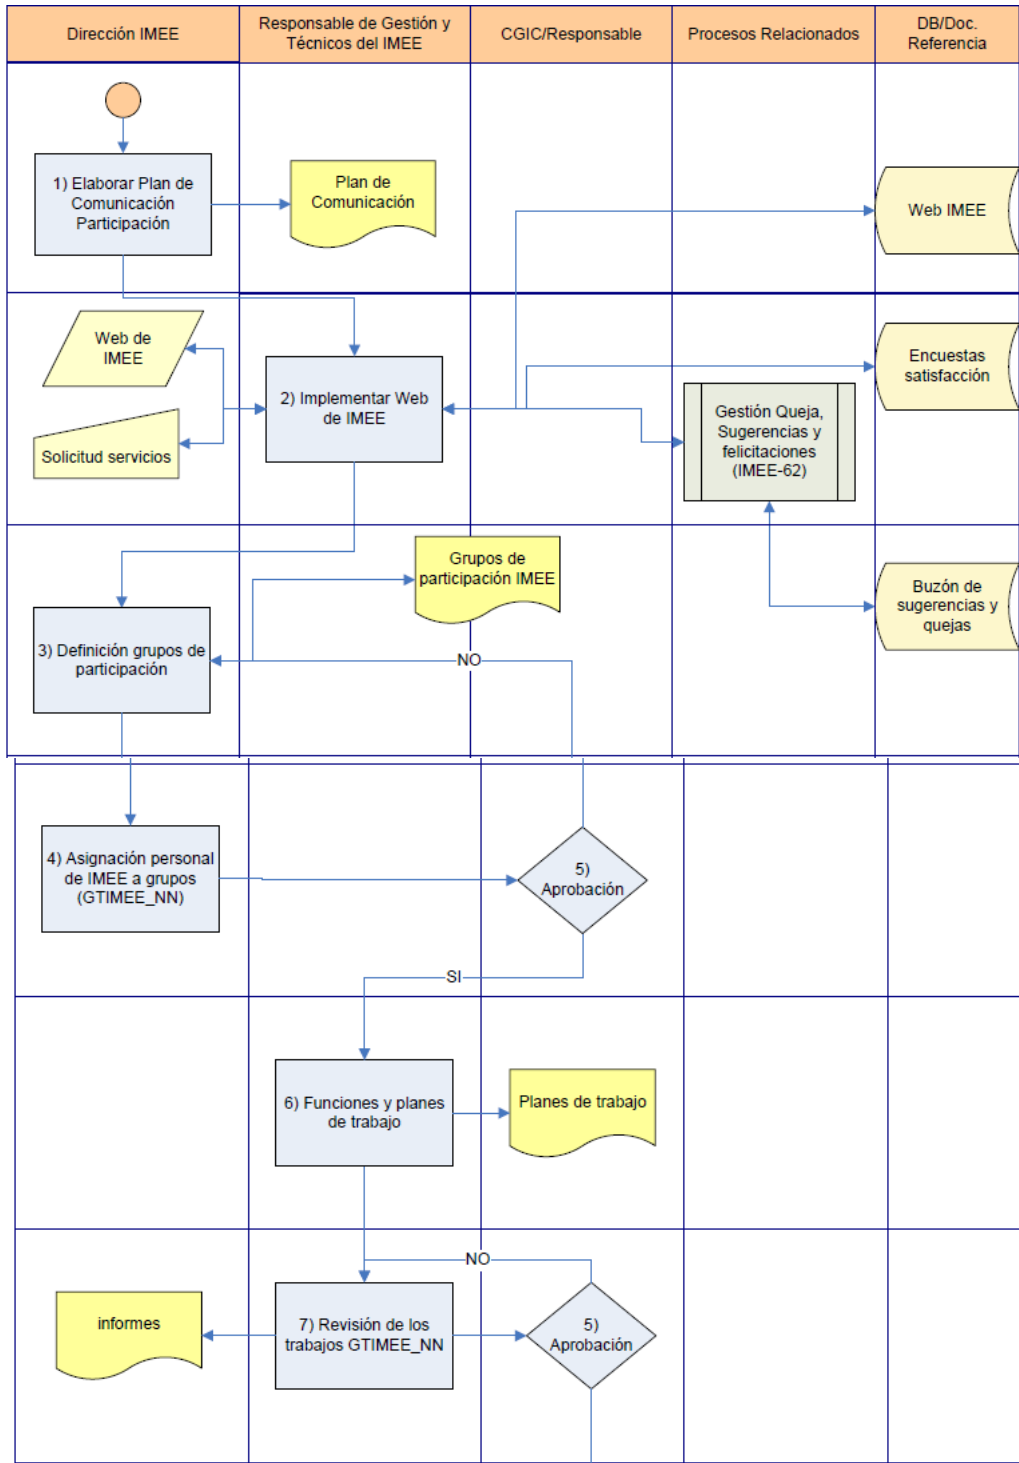 Dirección IMEE
Responsable de Gestión y
Técnicos del IMEE
CGIC/Responsable
Procesos Relacionados
DB/Doc.
Referencia
1) Elaborar Plan de
Comunicación
Participación
Plan de
Comunicación
Web IMEE
Web de
IMEE
Solicitud servicios
2) Implementar Web
de IMEE
Encuestas
satisfacción
Gestión Queja,
Sugerencias y
felicitaciones
(IMEE-62)
Grupos de
participación IMEE
Buzón de
sugerencias y
quejas
3) Definición grupos de
participación
NO
4) Asignación personal
de IMEE a grupos
(GTIMEE_NN)
5)
Aprobación
SI
6) Funciones y planes
de trabajo
Planes de trabajo
NO
informes
7) Revisión de los
trabajos GTIMEE_NN
5)
Aprobación